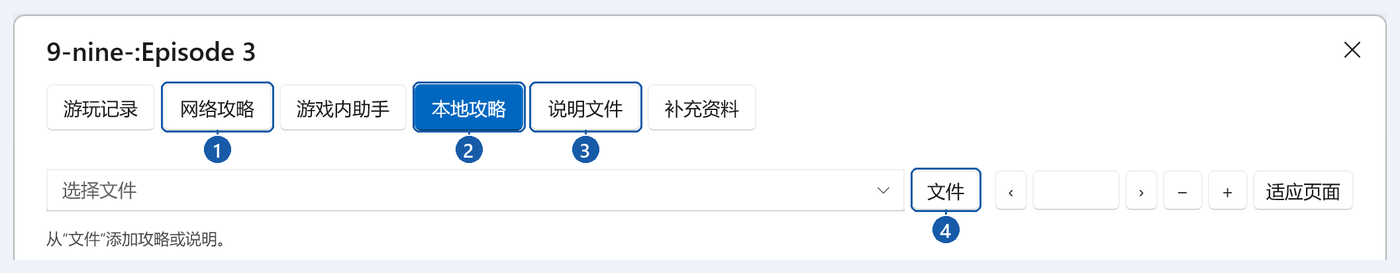 9-nine-:Episode 3
游玩记录 网络攻略 游戏内助手 本地攻略 说明文件 补充资料
1 2 3
选择文件 文件 ‹ › − + 适应页面
4
从“文件”添加攻略或说明。